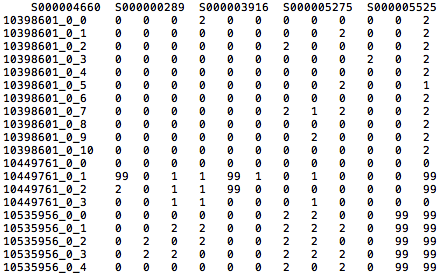 S000004660 S000000289 S000003916 S000005275 S000005525
10398601_0_0 0 0 0 2 0 0 0 0 0 0 0 2
10398601_0_1 0 0 0 0 0 0 0 0 2 0 0 2
10398601_0_2 0 0 0 0 0 0 2 0 0 0 0 2
10398601_0_3 0 0 0 0 0 0 0 0 0 2 0 2
10398601_0_4 0 0 0 0 0 0 0 0 0 0 0 2
10398601_0_5 0 0 0 0 0 0 0 0 2 0 0 1
10398601_0_6 0 0 0 0 0 0 0 0 0 0 0 2
10398601_0_7 0 0 0 0 0 0 2 1 2 0 0 2
10398601_0_8 0 0 0 0 0 0 0 0 0 0 0 2
10398601_0_9 0 0 0 0 0 0 0 2 0 0 0 2
10398601_0_10 0 0 0 0 0 0 0 0 0 0 0 2
10449761_0_0 0 0 0 0 0 0 0 0 0 0 0 0
10449761_0_1 99 0 1 1 99 1 0 1 0 0 0 99
10449761_0_2 2 0 1 1 99 0 0 0 0 0 0 99
10449761_0_3 0 0 1 1 0 0 0 1 0 0 0 0
10535956_0_0 0 0 0 0 0 0 2 2 0 0 99 99
10535956_0_1 0 0 2 2 0 0 2 2 2 0 99 99
10535956_0_2 0 2 2 2 0 0 2 2 2 0 99 99
10535956_0_3 0 2 2 2 0 0 2 2 2 0 99 99
10535956_0_4 0 0 0 0 0 0 2 0 2 0 99 99